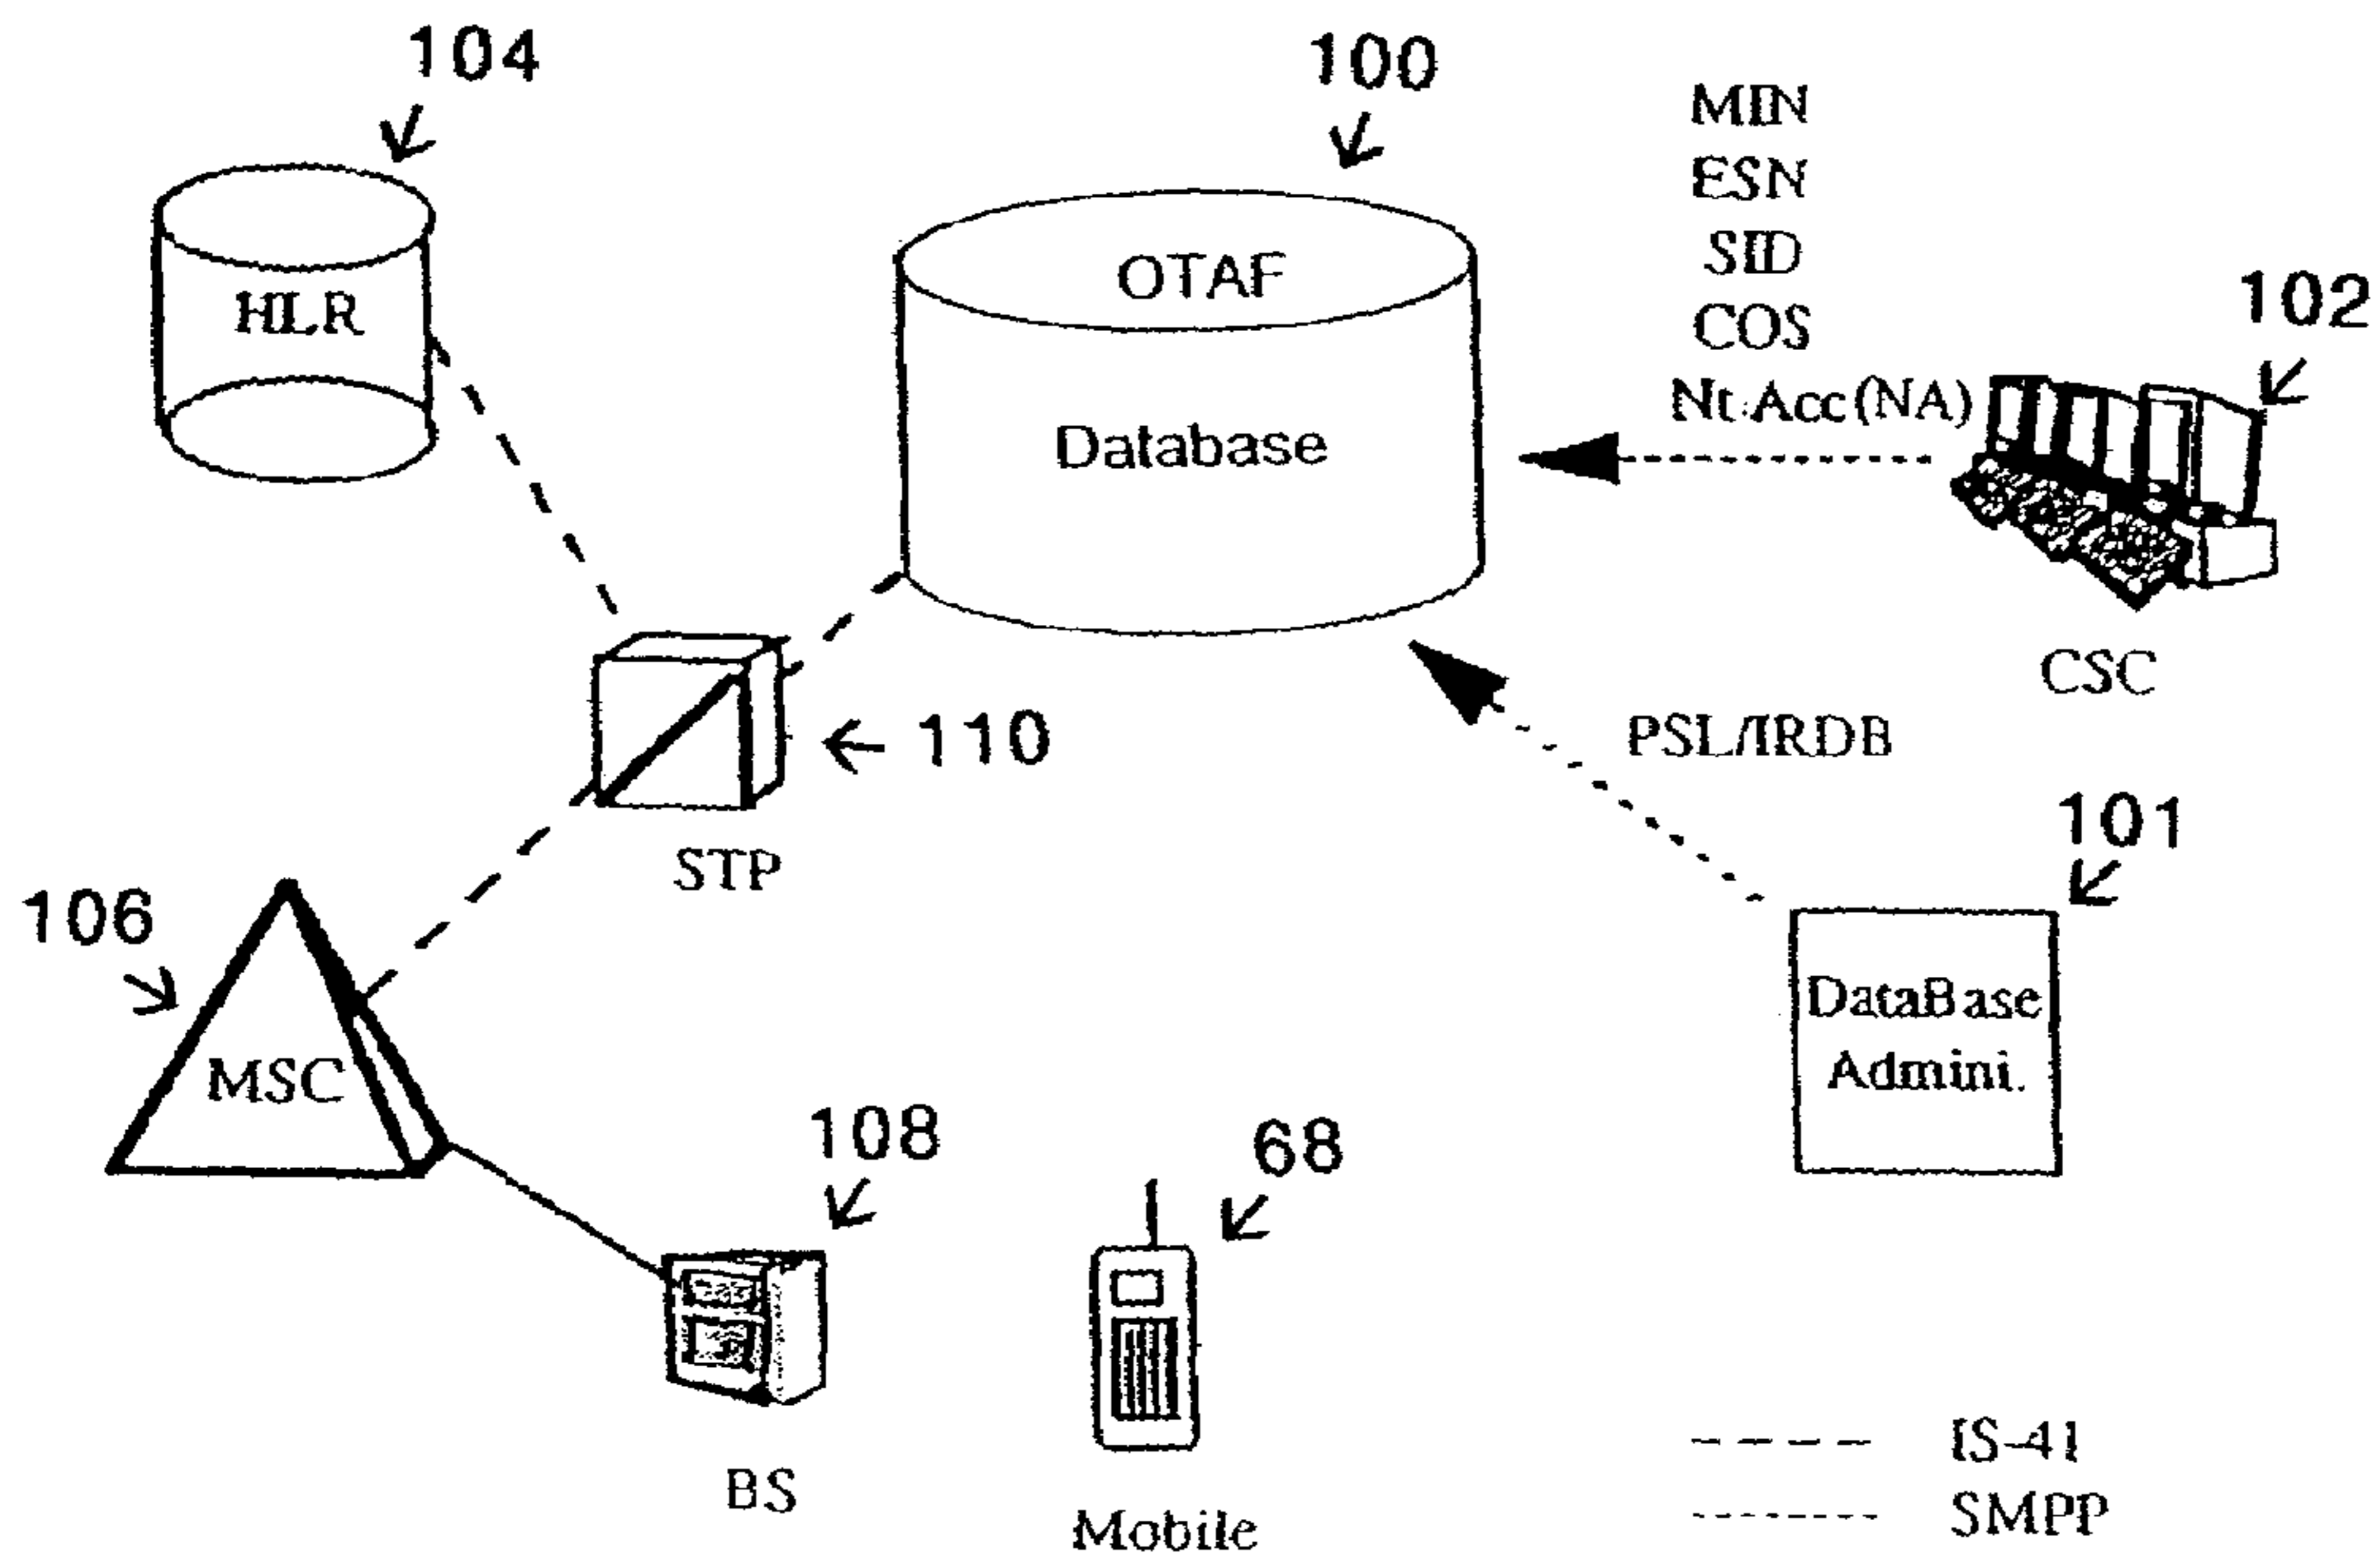 104
100
MIN
ESN
SID
COS
Nt.Acc(NA)
102
HLR
OTAF
Database
CSC
110
PSL/IRDB
STP
101
106
DataBase
Admini.
MSC
108
68
BS
Mobile
IS-41
SMPP